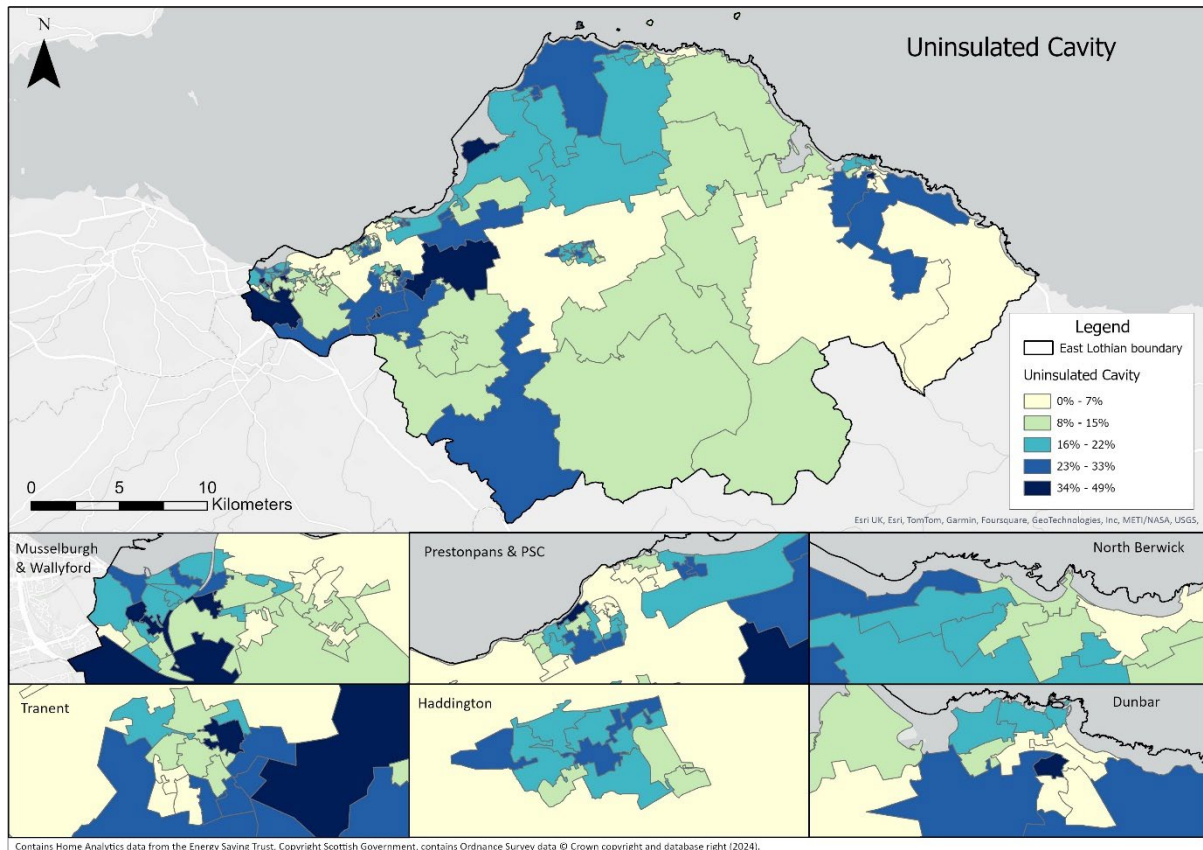 N
Uninsulated Cavity
Legend
East Lothian boundary
Uninsulated Cavity
0% - 7%
8% - 15%
16% - 22%
23% - 33%
34% - 49%
0 5 10
Kilometers
Esri UK, Esri, TomTom, Garmin, Foursquare, GeoTechnologies, Inc, METI/NASA, USGS,
Musselburgh
& Wallyford
Prestonpans & PSC
North Berwick
Tranent
Haddington
Dunbar
Contains Home Analytics data from the Energy Saving Trust. Copyright Scottish Government, contains Ordnance Survey data © Crown copyright and database right (2024).